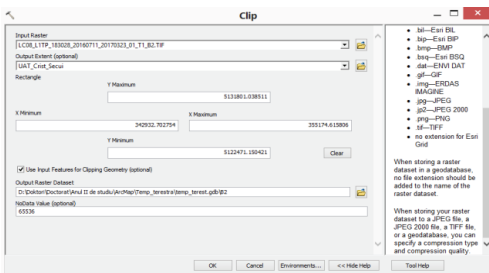 Clip
Input Raster
LC08_L1TP_183028_20160711_20170323_01_T1_B2.TIF
Output Extent (optional)
UAT_Crist_Secui
Rectangle
Y Maximum
5131801.038511
X Minimum
X Maximum
342932.702754
355174.615806
Y Minimum
5122471.150421
Clear
Use Input Features for Clipping Geometry (optional)
Output Raster Dataset
D:\Doktori\Doctorat\Anul II de studiu\ArcMap\Temp_terestra\temp_terest.gdb\B2
NoData Value (optional)
65536
OK
Cancel
Environments...
<< Hide Help
Tool Help
• .bil—Esri BIL
• .bip—Esri BIP
• .bmp—BMP
• .bsq—Esri BSQ
• .dat—ENVI DAT
• .gif—GIF
• .img—ERDAS
IMAGINE
• .jpg—JPEG
• .jp2—JPEG 2000
• .png—PNG
• .tif—TIFF
• no extension for Esri
Grid
When storing a raster
dataset in a geodatabase,
no file extension should be
added to the name of the
raster dataset.
When storing your raster
dataset to a JPEG file, a
JPEG 2000 file, a TIFF file,
or a geodatabase, you can
specify a compression type
and compression quality.